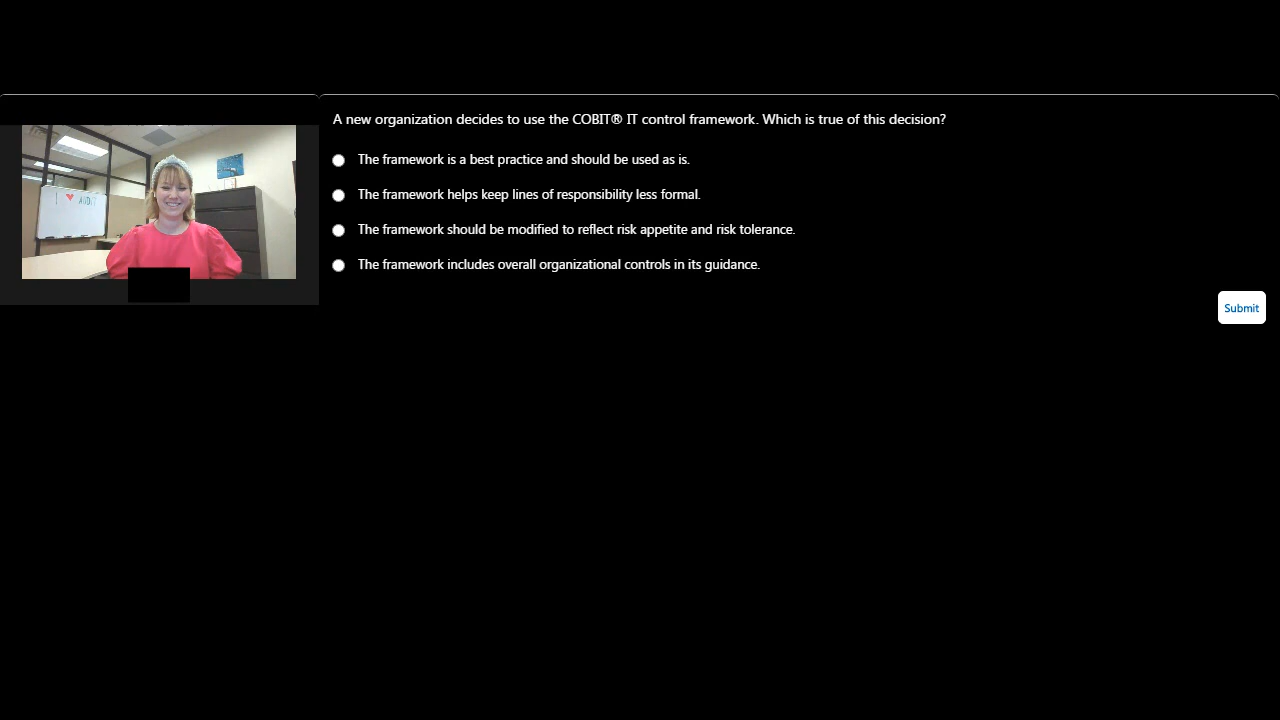 A new organization decides to use the COBIT® IT control framework. Which is true of this decision?
The framework is a best practice and should be used as is.
I ♥ AUDIT
The framework helps keep lines of responsibility less formal.
The framework should be modified to reflect risk appetite and risk tolerance.
The framework includes overall organizational controls in its guidance.
Submit